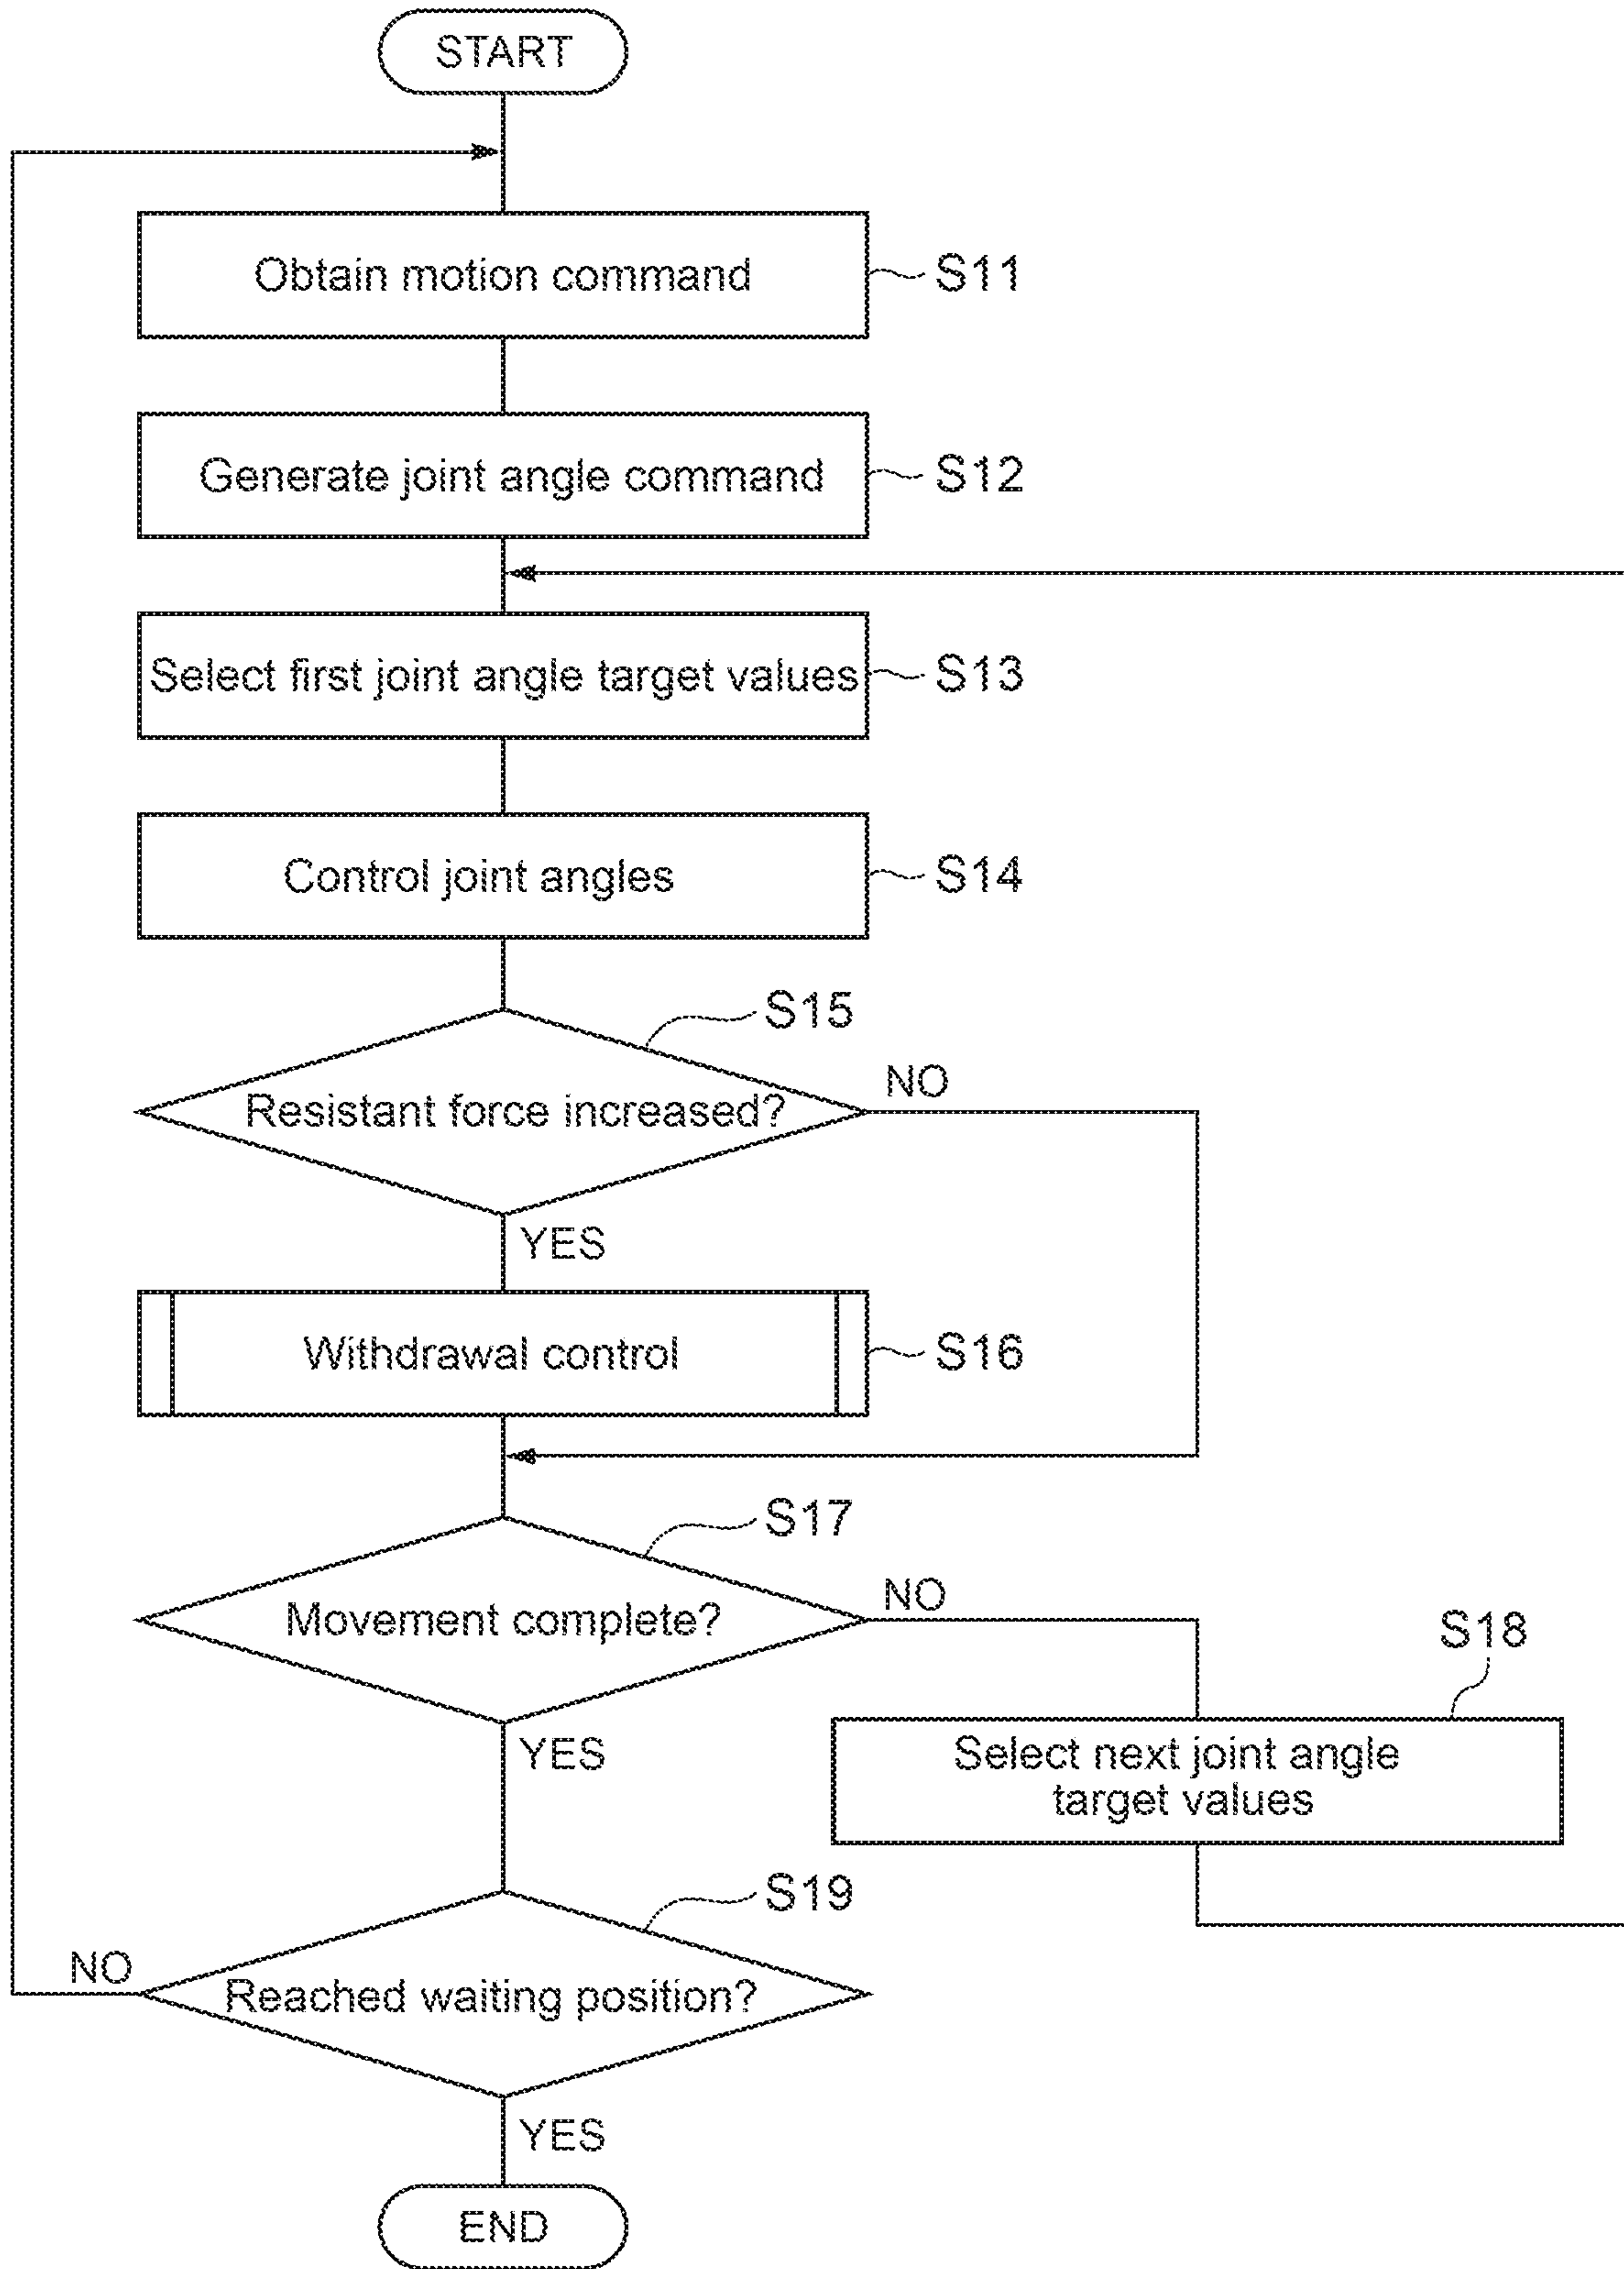 START
Obtain motion command
S11
Generate joint angle command
S12
Select first joint angle target values
S13
Control joint angles
S14
S15
Resistant force increased?
NO
YES
Withdrawal control
S16
S17
Movement complete?
NO
YES
S18
Select next joint angle
target values
S19
Reached waiting position?
NO
YES
END